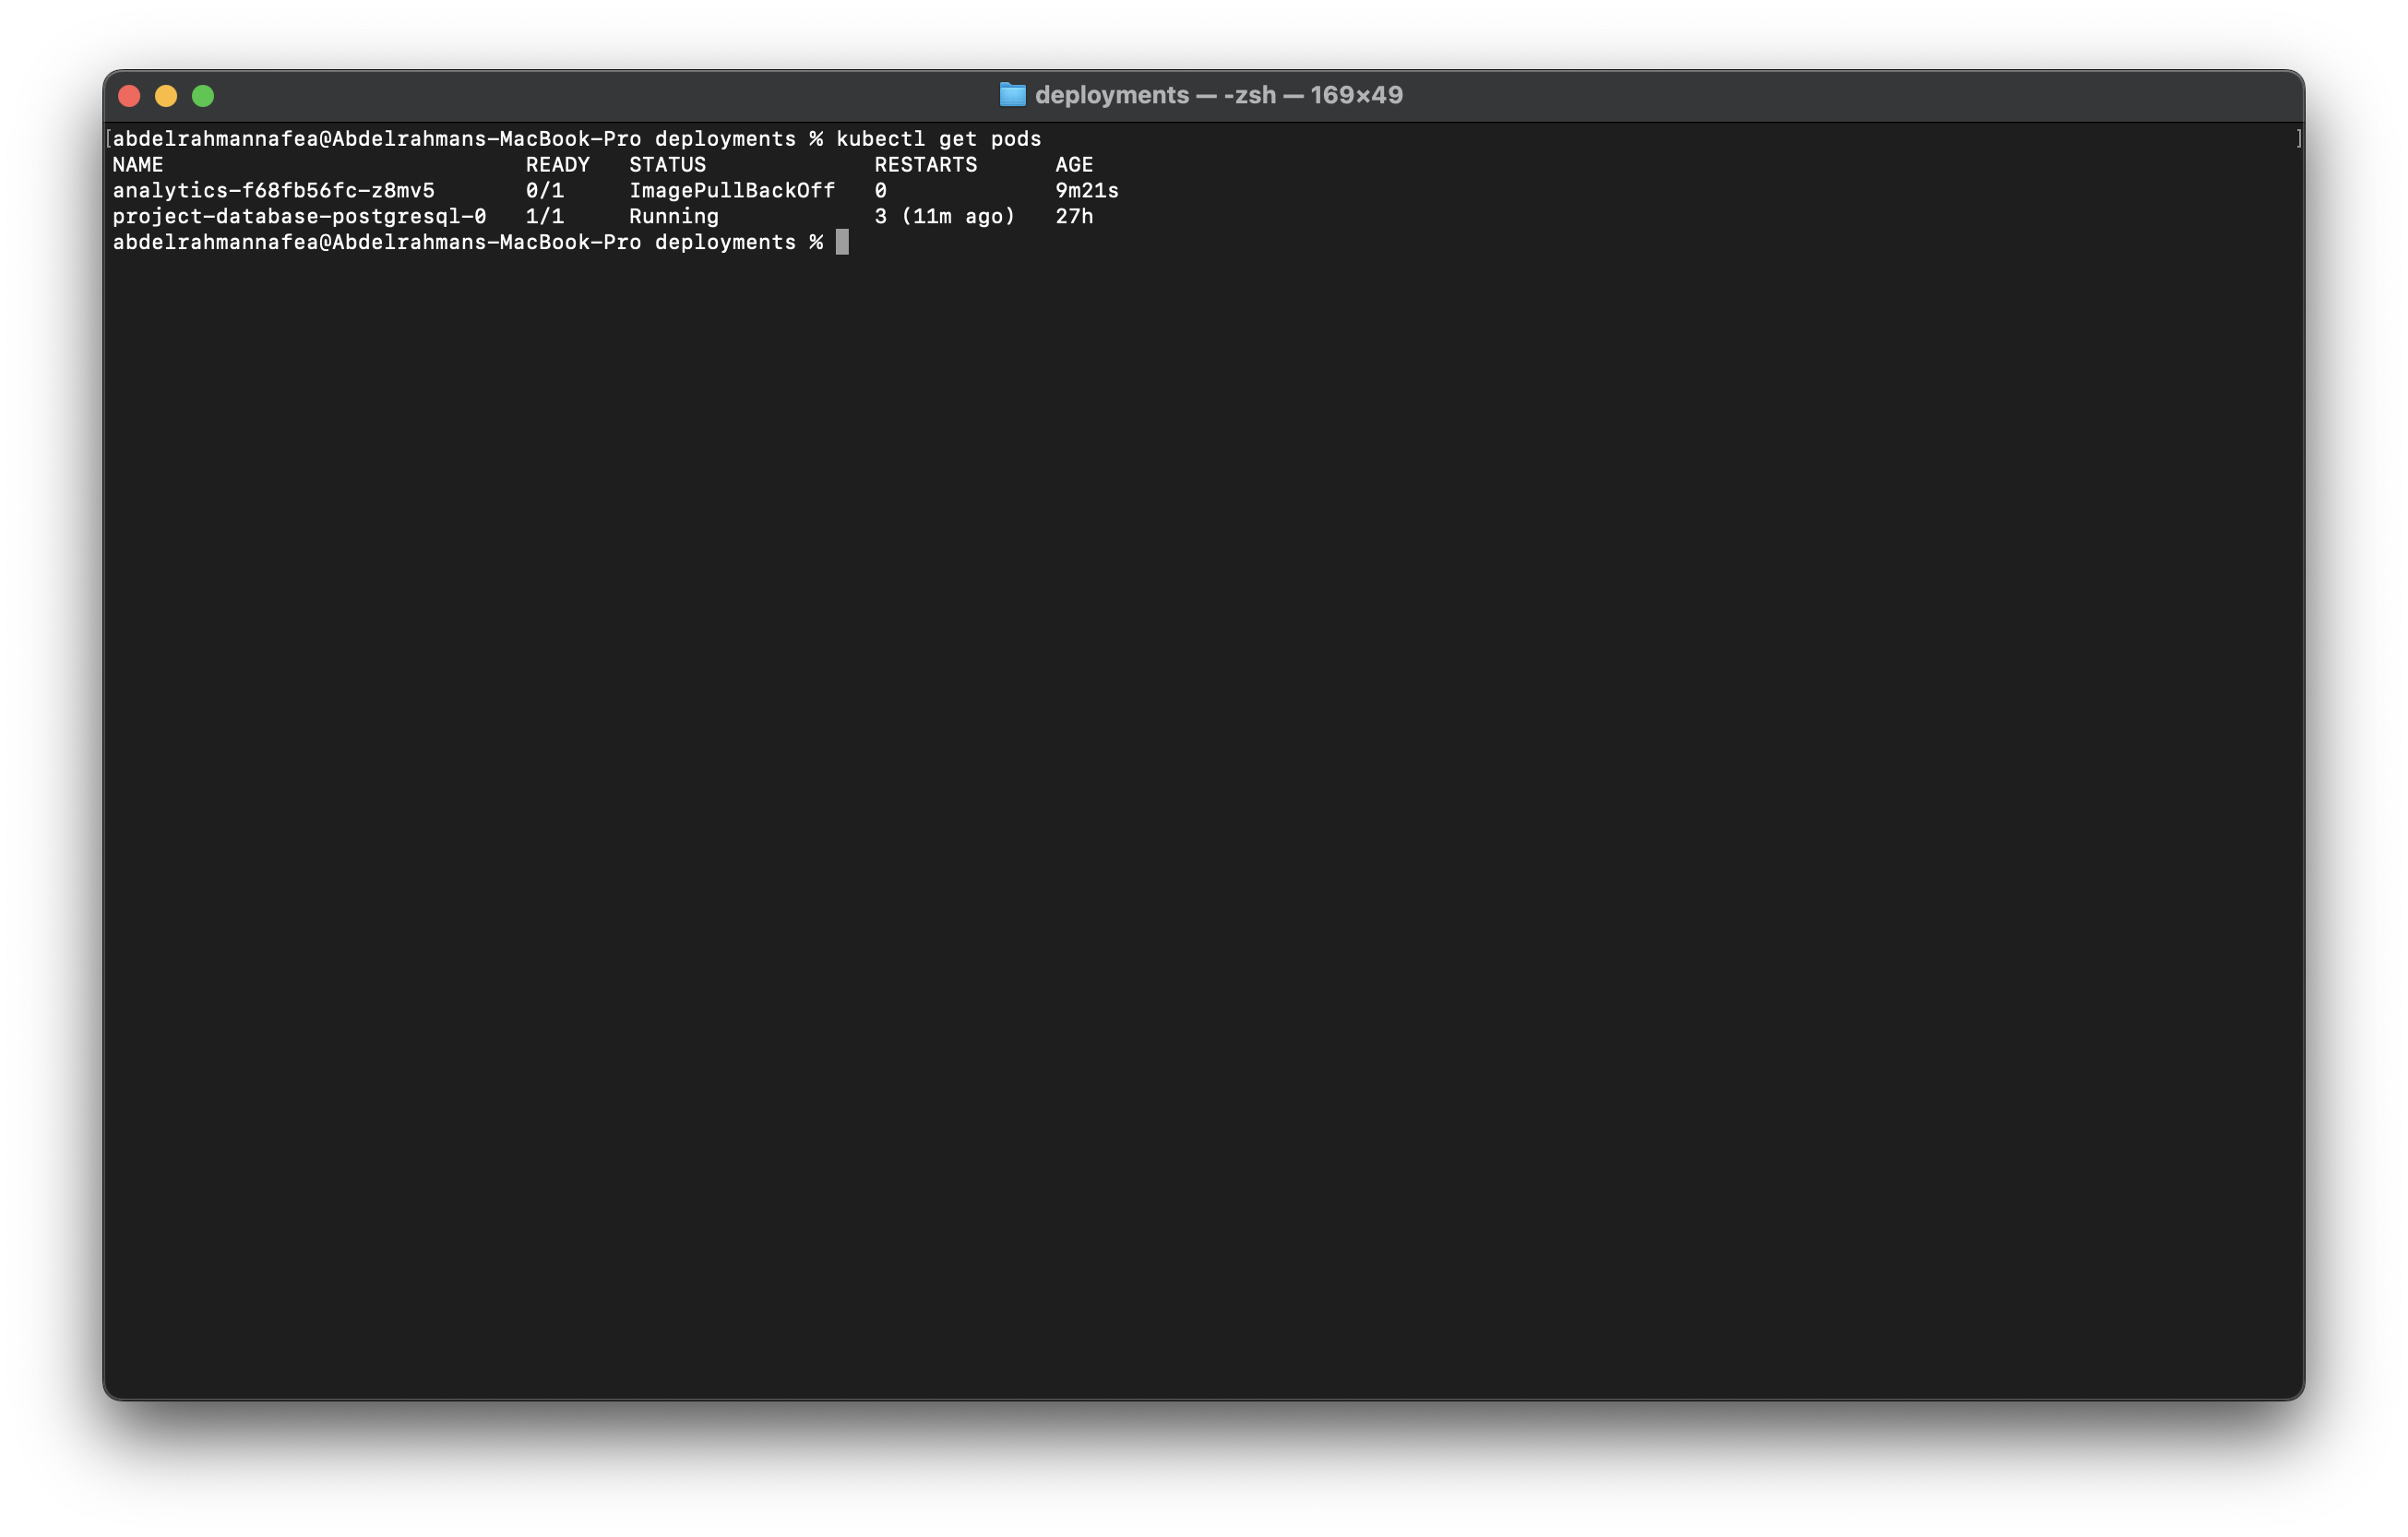 deployments — -zsh — 169×49
[abdelrahmannafea@Abdelrahmans-MacBook-Pro deployments % kubectl get pods ]
NAME READY STATUS RESTARTS AGE
analytics-f68fb56fc-z8mv5 0/1 ImagePullBackOff 0 9m21s
project-database-postgresql-0 1/1 Running 3 (11m ago) 27h
abdelrahmannafea@Abdelrahmans-MacBook-Pro deployments %